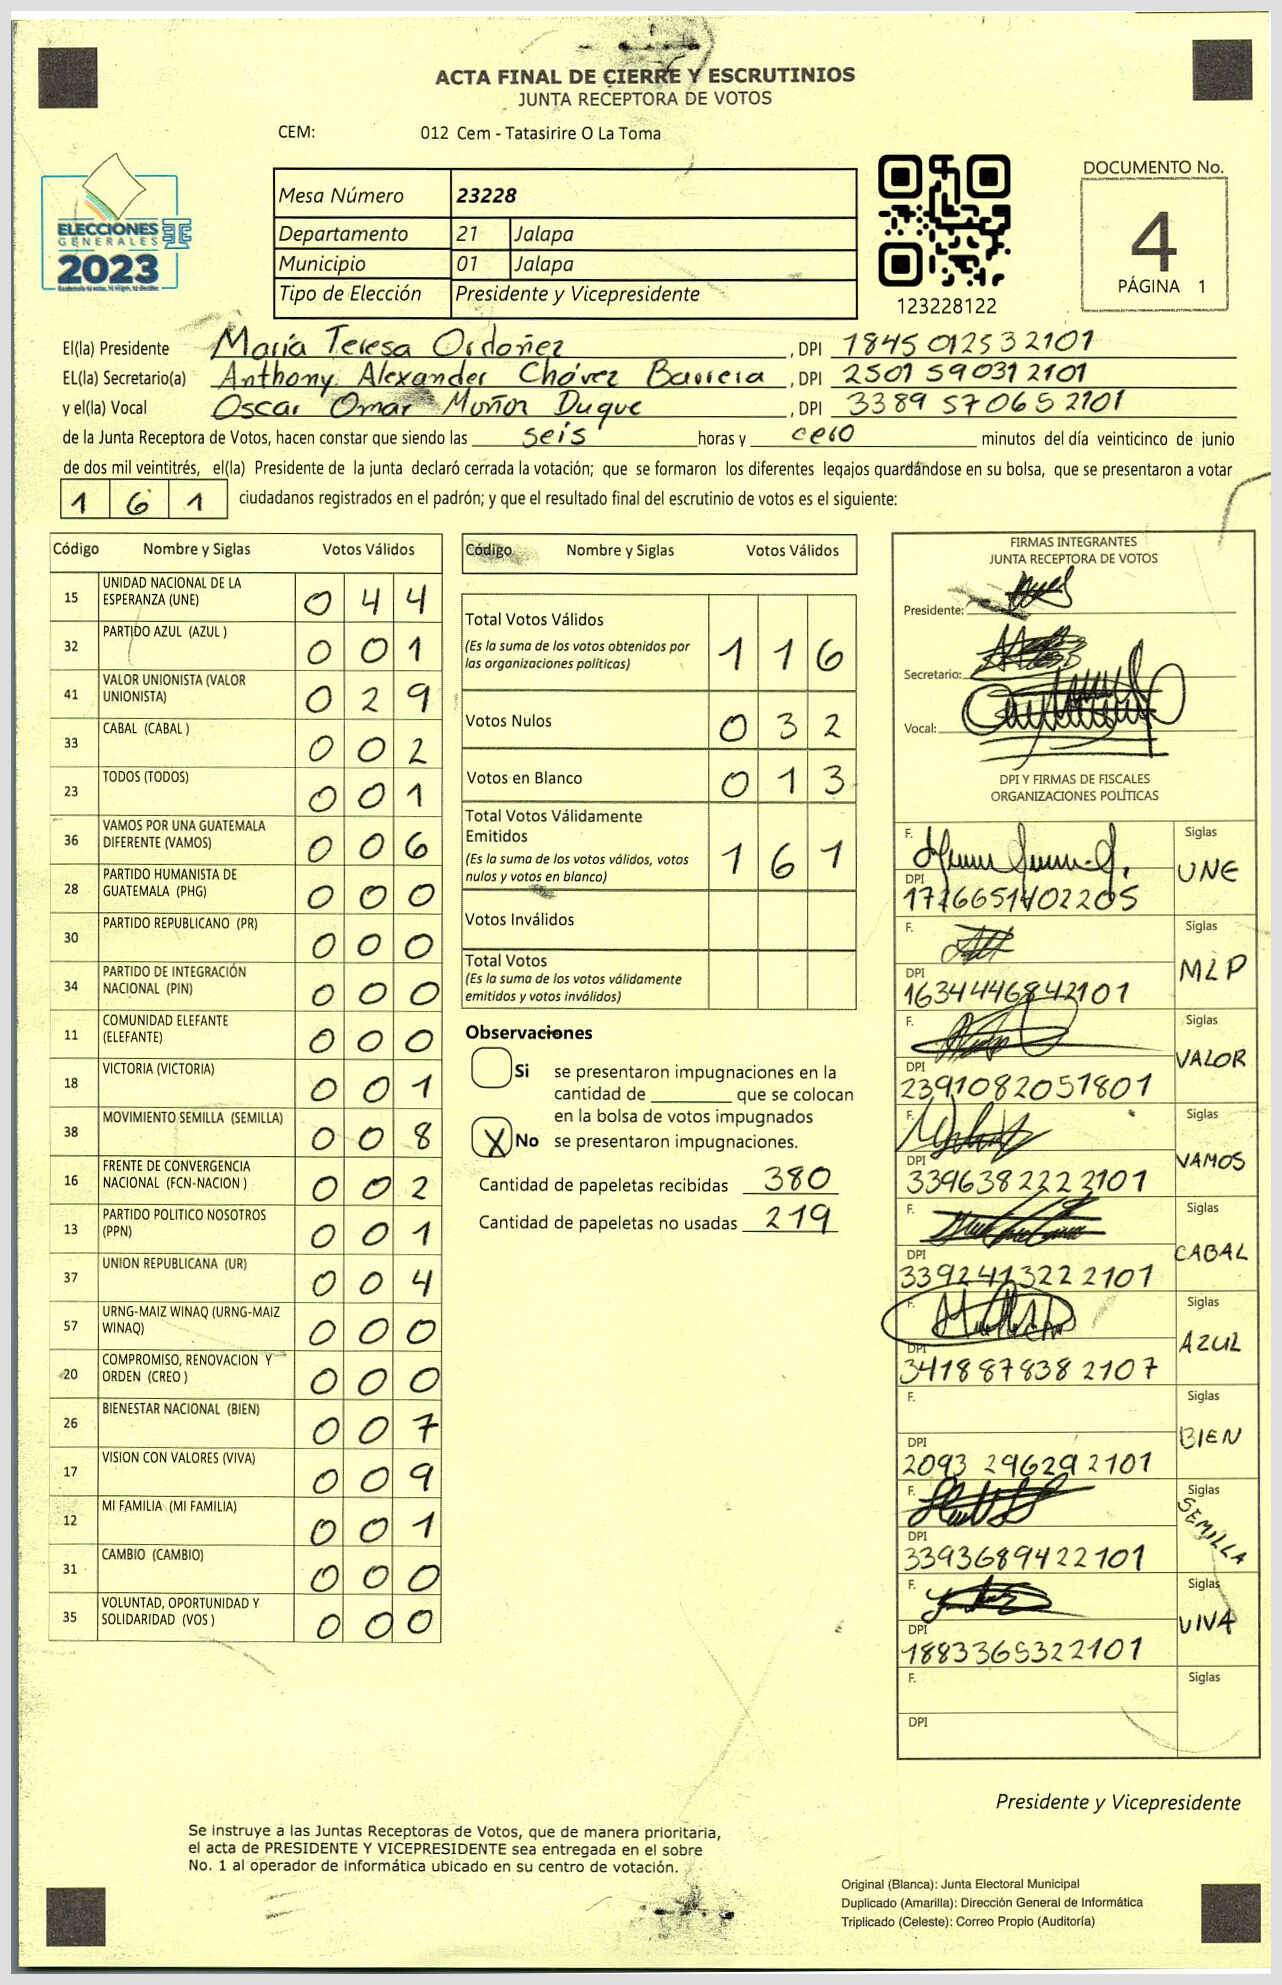 ACTA FINAL DE CIERRE Y ESCRUTINIOS
JUNTA RECEPTORA DE VOTOS
CEM: 012 Cem - Tatasirire O La Toma
ELECCIONES
GENERALES
2023
Mesa Número 23228
Departamento 21 Jalapa
Municipio 01 Jalapa
Tipo de Elección Presidente y Vicepresidente
123228122
DOCUMENTO No.
4
PÁGINA 1
El(la) Presidente María Teresa Ordoñez , DPI 1845 01253 2101
EL(la) Secretario(a) Anthony Alexander Chávez Barrera , DPI 2501 59031 2101
y el(la) Vocal Oscar Omar Muñoz Duque , DPI 3389 57065 2101
de la Junta Receptora de Votos, hacen constar que siendo las seis horas y cero minutos del día veinticinco de junio
de dos mil veintitrés, el(la) Presidente de la junta declaró cerrada la votación; que se formaron los diferentes legajos guardándose en su bolsa, que se presentaron a votar
1 6 1 ciudadanos registrados en el padrón; y que el resultado final del escrutinio de votos es el siguiente:
Código Nombre y Siglas Votos Válidos
15 UNIDAD NACIONAL DE LA
ESPERANZA (UNE) 0 4 4
32 PARTIDO AZUL (AZUL ) 0 0 1
41 VALOR UNIONISTA (VALOR
UNIONISTA) 0 2 9
33 CABAL (CABAL ) 0 0 2
23 TODOS (TODOS) 0 0 1
36 VAMOS POR UNA GUATEMALA
DIFERENTE (VAMOS) 0 0 6
28 PARTIDO HUMANISTA DE
GUATEMALA (PHG) 0 0 0
30 PARTIDO REPUBLICANO (PR) 0 0 0
34 PARTIDO DE INTEGRACIÓN
NACIONAL (PIN) 0 0 0
11 COMUNIDAD ELEFANTE
(ELEFANTE) 0 0 0
18 VICTORIA (VICTORIA) 0 0 1
38 MOVIMIENTO SEMILLA (SEMILLA) 0 0 8
16 FRENTE DE CONVERGENCIA
NACIONAL (FCN-NACION ) 0 0 2
13 PARTIDO POLITICO NOSOTROS
(PPN) 0 0 1
37 UNION REPUBLICANA (UR) 0 0 4
57 URNG-MAIZ WINAQ (URNG-MAIZ
WINAQ) 0 0 0
20 COMPROMISO, RENOVACION Y
ORDEN (CREO ) 0 0 0
26 BIENESTAR NACIONAL (BIEN) 0 0 7
17 VISION CON VALORES (VIVA) 0 0 9
12 MI FAMILIA (MI FAMILIA) 0 0 1
31 CAMBIO (CAMBIO) 0 0 0
35 VOLUNTAD, OPORTUNIDAD Y
SOLIDARIDAD (VOS ) 0 0 0
Código Nombre y Siglas Votos Válidos
Total Votos Válidos
(Es la suma de los votos obtenidos por
las organizaciones políticas) 1 1 6
Votos Nulos 0 3 2
Votos en Blanco 0 1 3
Total Votos Válidamente
Emitidos
(Es la suma de los votos válidos, votos
nulos y votos en blanco) 1 6 1
Votos Inválidos
Total Votos
(Es la suma de los votos válidamente
emitidos y votos inválidos)
Observaciones
Si se presentaron impugnaciones en la
cantidad de ________ que se colocan
en la bolsa de votos impugnados
X No se presentaron impugnaciones.
Cantidad de papeletas recibidas 380
Cantidad de papeletas no usadas 219
FIRMAS INTEGRANTES
JUNTA RECEPTORA DE VOTOS
Presidente:
Secretario:
Vocal:
DPI Y FIRMAS DE FISCALES
ORGANIZACIONES POLÍTICAS
F. Siglas
UNE
DPI
1726651402205
F. Siglas
MLP
DPI
1634446842101
F. Siglas
VALOR
DPI
2391082051801
F. Siglas
VAMOS
DPI
3396382222101
F. Siglas
CABAL
DPI
3392413222101
F. Siglas
AZUL
DPI
341887838 2107
F. Siglas
BIEN
DPI
2093 29629 2101
F. Siglas
SEMILLA
DPI
3393689422101
F. Siglas
VIVA
DPI
1883365322101
F. Siglas
DPI
Presidente y Vicepresidente
Se instruye a las Juntas Receptoras de Votos, que de manera prioritaria,
el acta de PRESIDENTE Y VICEPRESIDENTE sea entregada en el sobre
No. 1 al operador de informática ubicado en su centro de votación.
Original (Blanca): Junta Electoral Municipal
Duplicado (Amarilla): Dirección General de Informática
Triplicado (Celeste): Correo Propio (Auditoría)